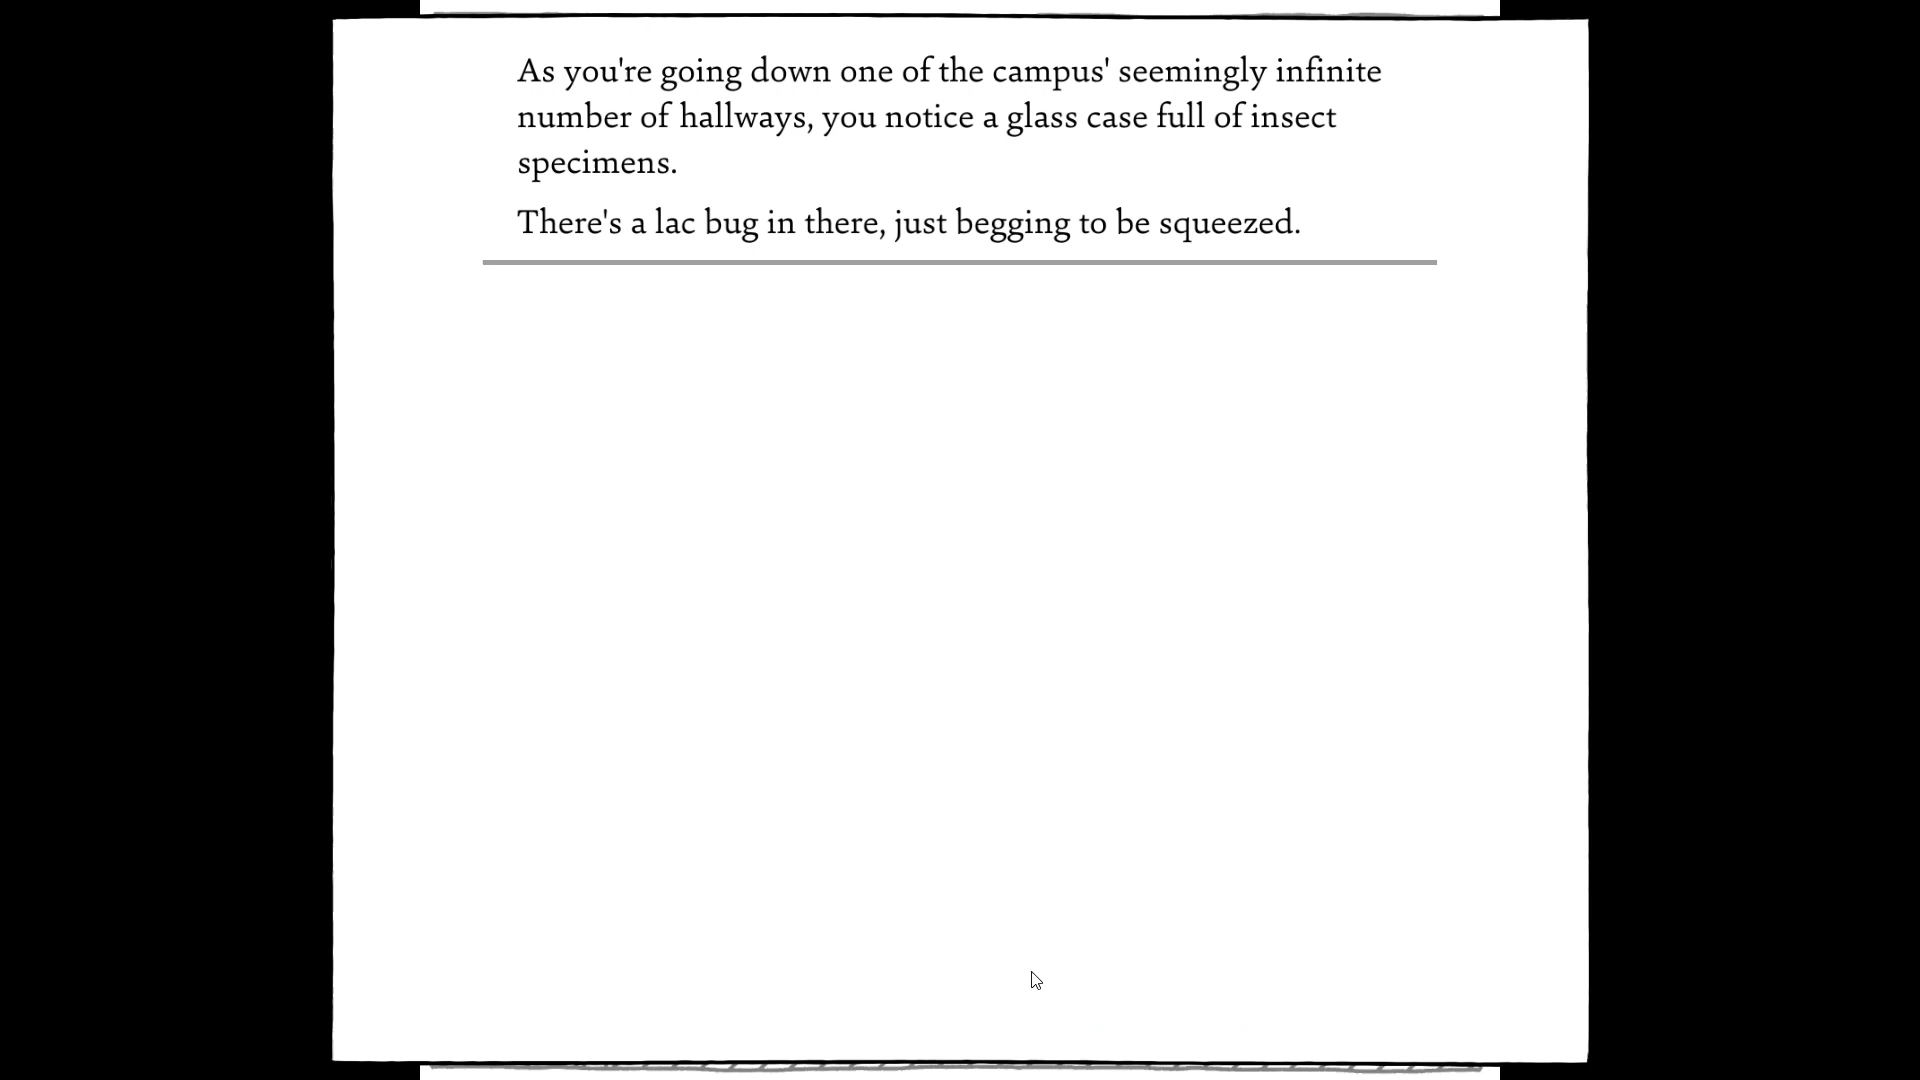 As you're going down one of the campus' seemingly infinite
number of hallways, you notice a glass case full of insect
specimens.
There's a lac bug in there, just begging to be squeezed.